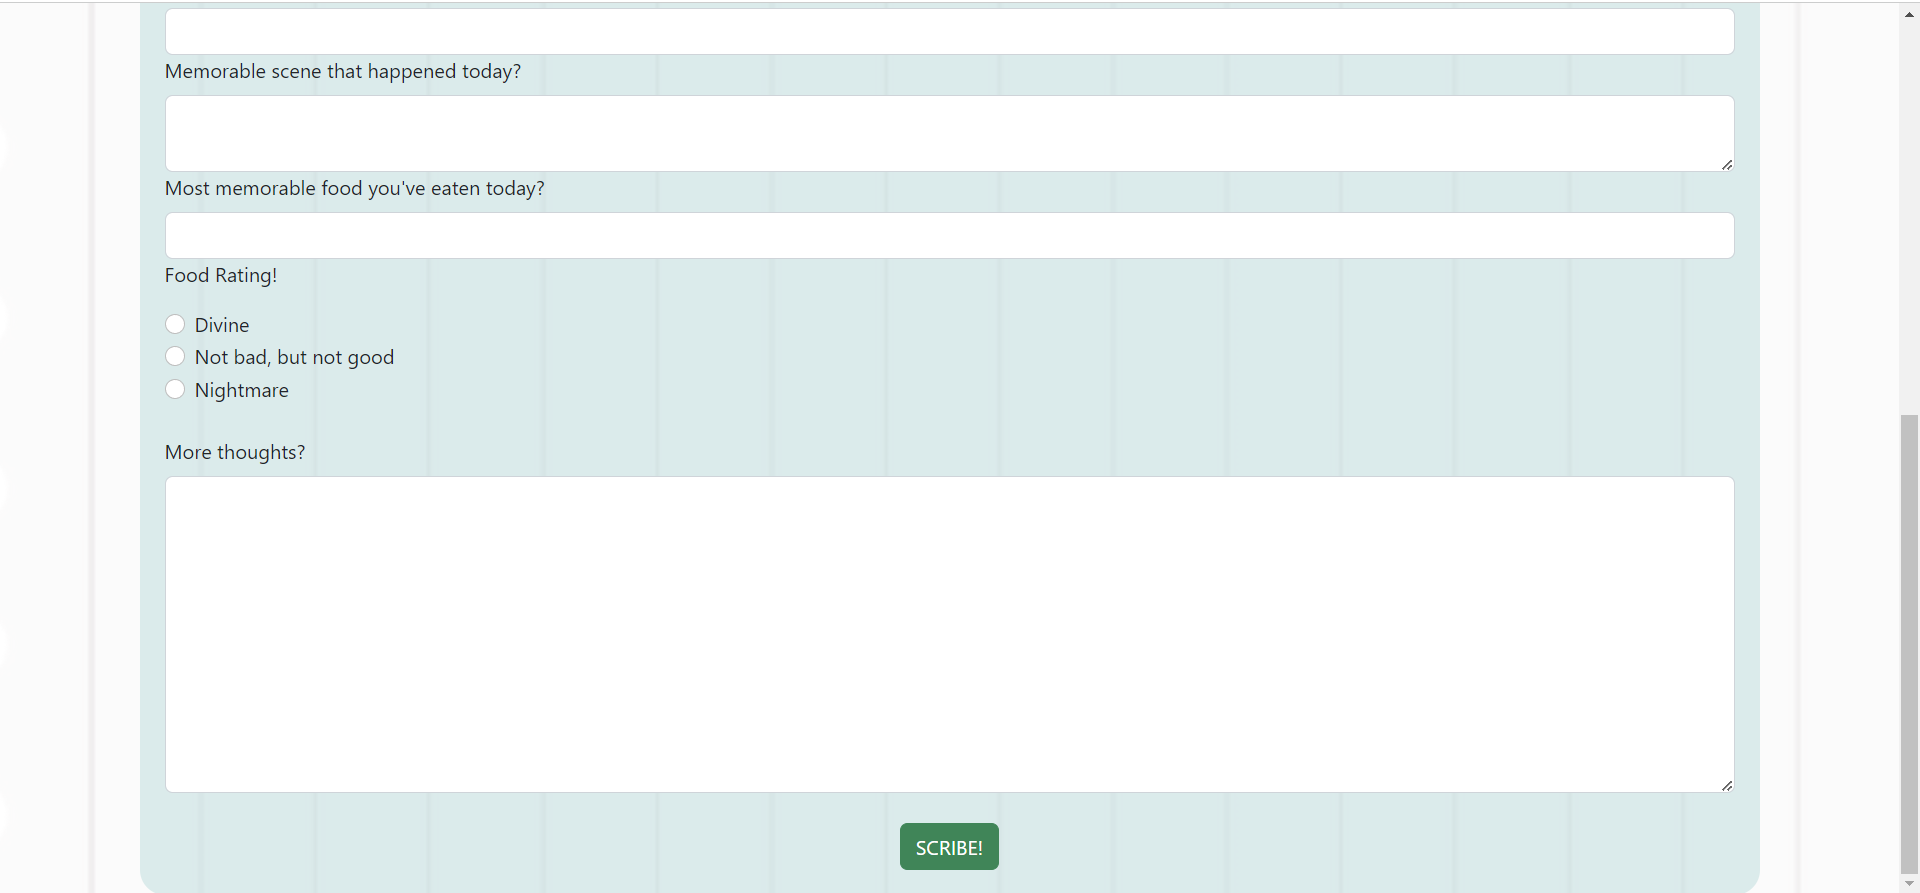 Memorable scene that happened today?
Most memorable food you've eaten today?
Food Rating!
Divine
Not bad, but not good
Nightmare
More thoughts?
SCRIBE!